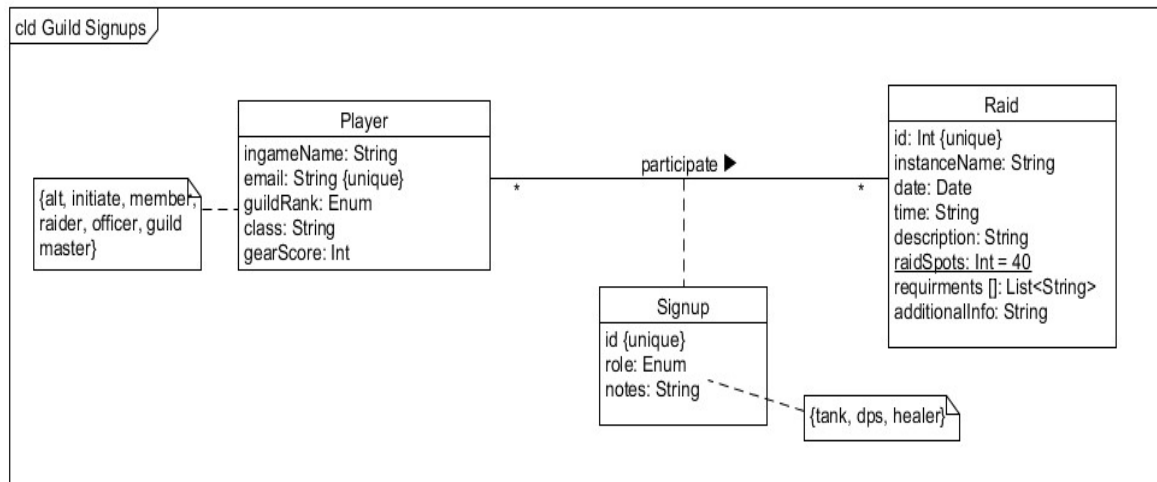 cld Guild Signups
Player
ingameName: String
email: String {unique}
guildRank: Enum
class: String
gearScore: Int
{alt, initiate, member,
raider, officer, guild
master}
participate ▶
*
*
Raid
id: Int {unique}
instanceName: String
date: Date
time: String
description: String
raidSpots: Int = 40
requirments []: List<String>
additionalInfo: String
Signup
id {unique}
role: Enum
notes: String
{tank, dps, healer}